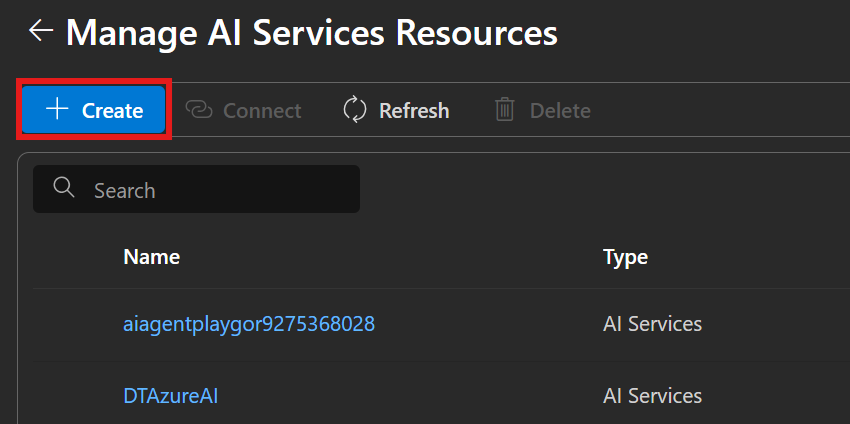 Manage AI Services Resources
Create Connect Refresh Delete
Search
Name Type
aiagentplaygor9275368028 AI Services
DTAzureAI AI Services